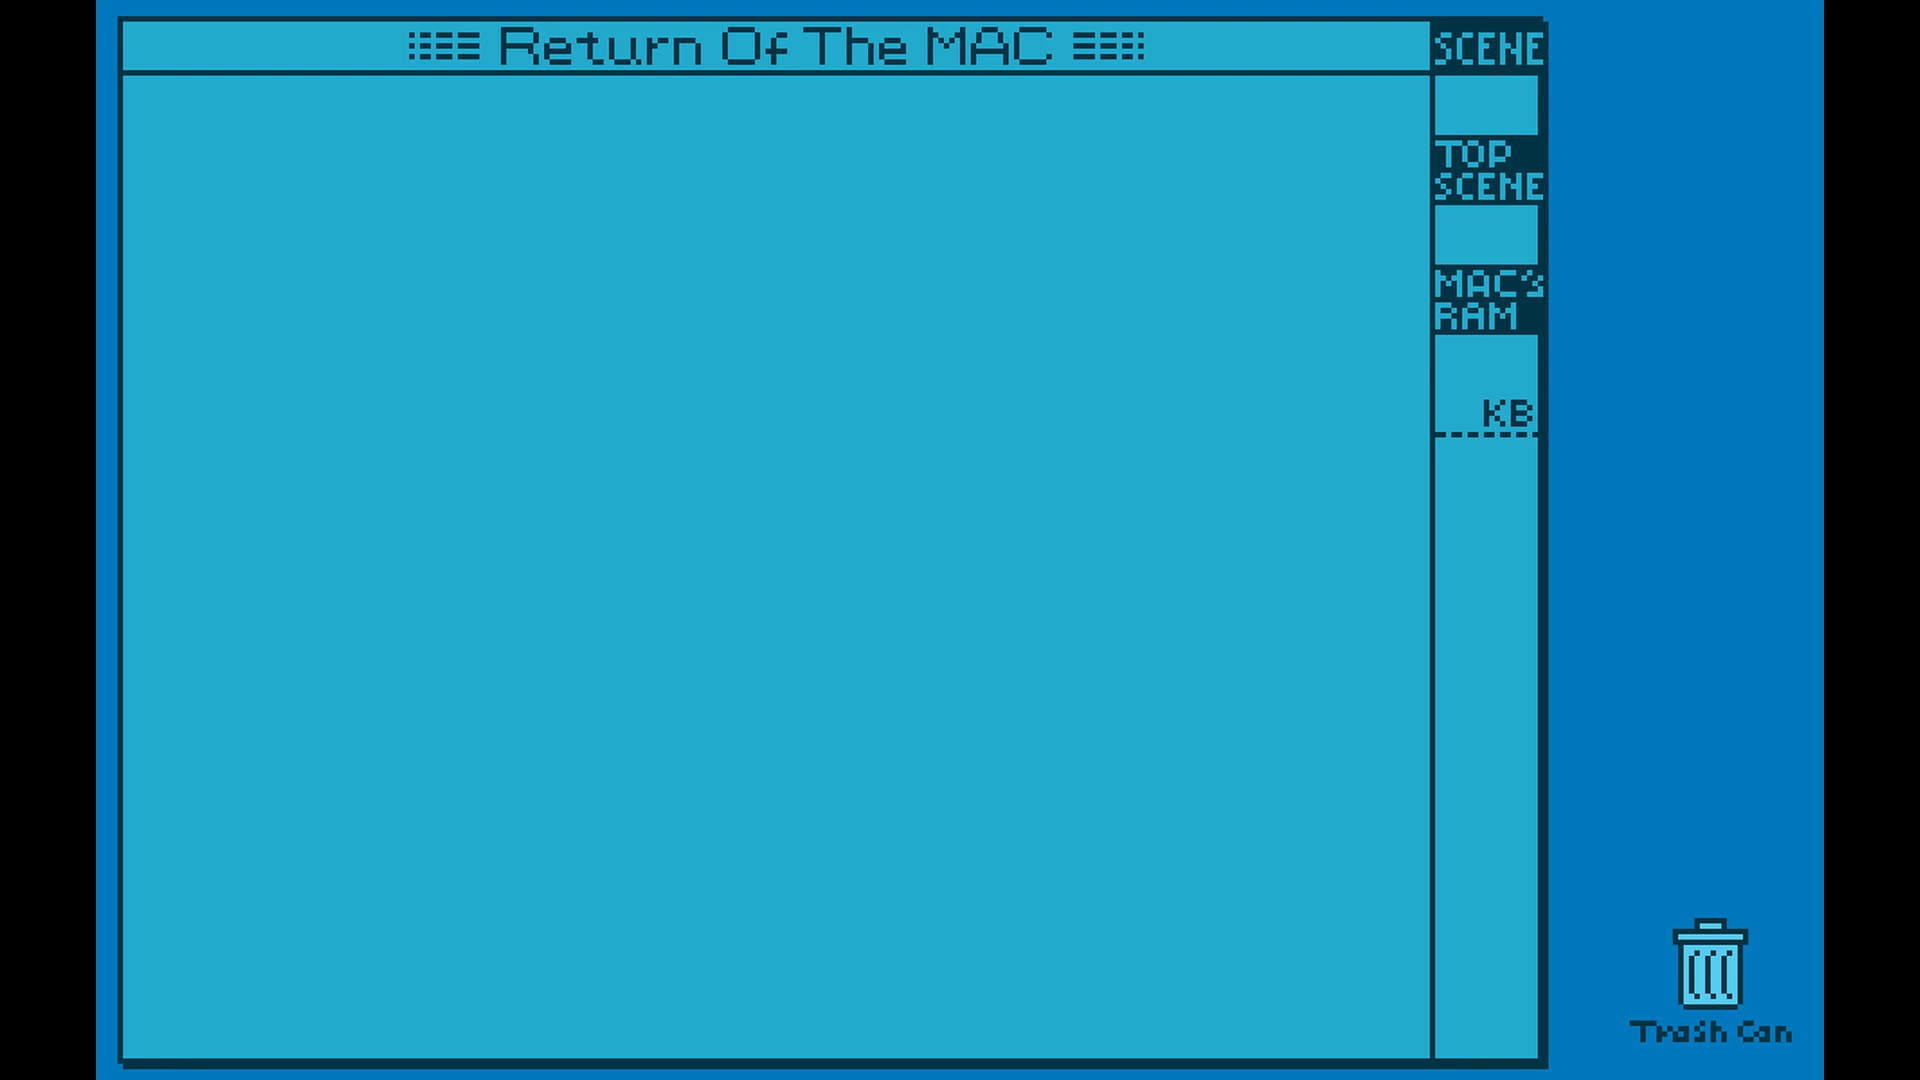 Return Of The MAC
SCENE
TOP
SCENE
MAC's
RAM
KB
Trash Can